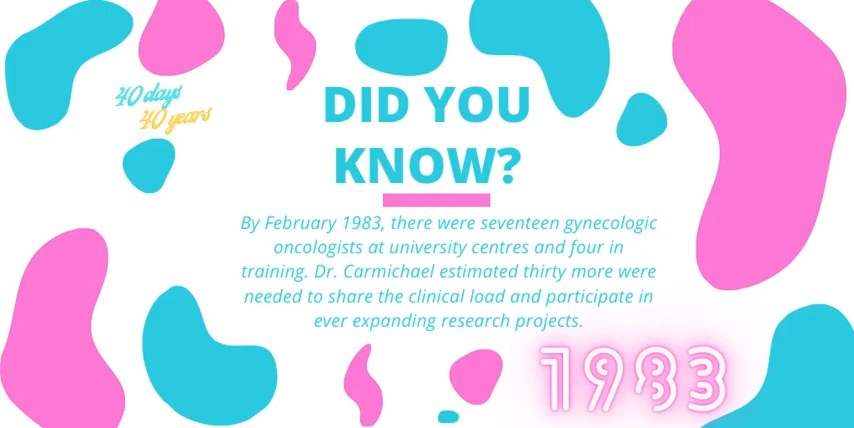 40 days
40 years
DID YOU
KNOW?
By February 1983, there were seventeen gynecologic
oncologists at university centres and four in
training. Dr. Carmichael estimated thirty more were
needed to share the clinical load and participate in
ever expanding research projects.
1983